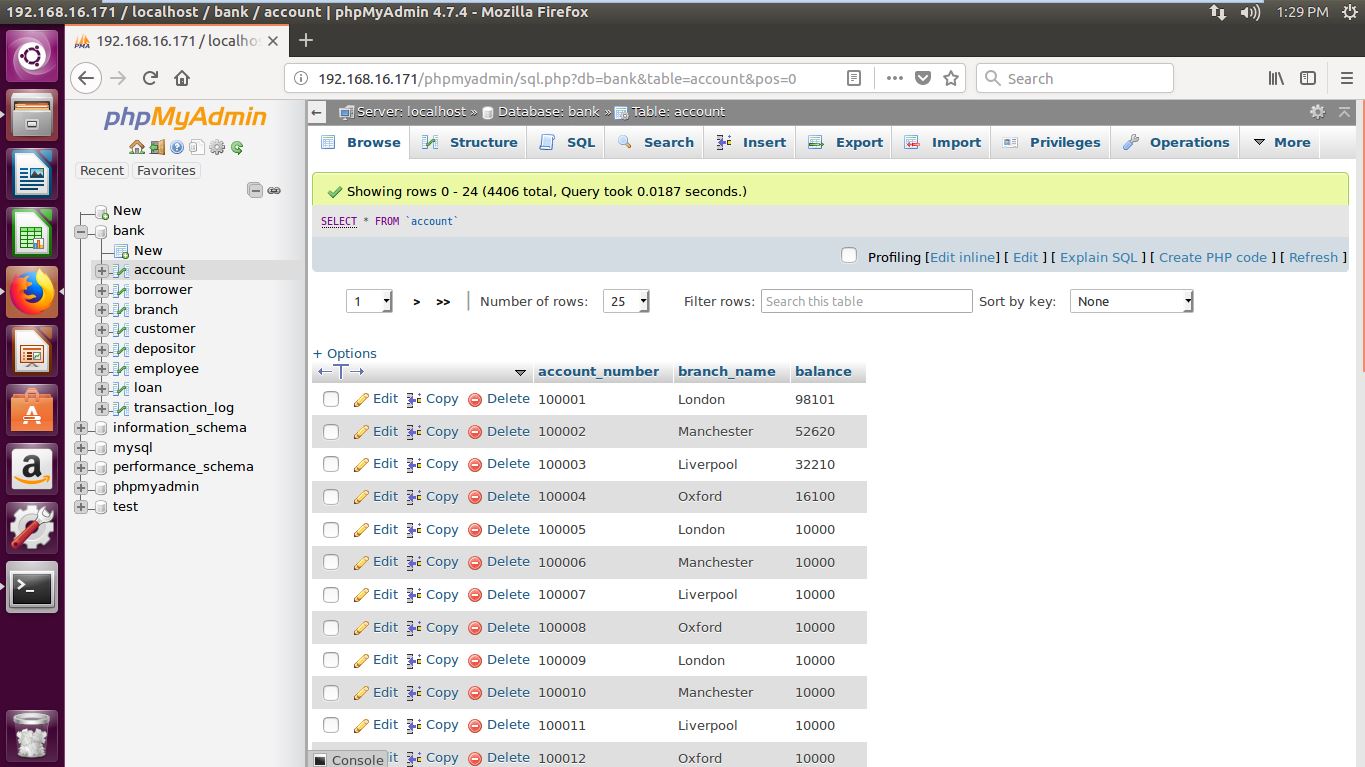 192.168.16.171 / localhost / bank / account | phpMyAdmin 4.7.4 - Mozilla Firefox
1:29 PM
PMA 192.168.16.171 / localho
192.168.16.171/phpmyadmin/sql.php?db=bank&table=account&pos=0
Search
phpMyAdmin
Recent
Favorites
New
bank
New
account
borrower
branch
customer
depositor
employee
loan
transaction_log
information_schema
mysql
performance_schema
phpmyadmin
test
Server: localhost » Database: bank » Table: account
Browse Structure SQL Search Insert Export Import Privileges Operations More
Showing rows 0 - 24 (4406 total, Query took 0.0187 seconds.)
SELECT * FROM `account`
Profiling [Edit inline] [ Edit ] [ Explain SQL ] [ Create PHP code ] [ Refresh ]
1 > >> | Number of rows: 25 Filter rows: Search this table Sort by key: None
+ Options
←T→ account_number branch_name balance
Edit Copy Delete 100001 London 98101
Edit Copy Delete 100002 Manchester 52620
Edit Copy Delete 100003 Liverpool 32210
Edit Copy Delete 100004 Oxford 16100
Edit Copy Delete 100005 London 10000
Edit Copy Delete 100006 Manchester 10000
Edit Copy Delete 100007 Liverpool 10000
Edit Copy Delete 100008 Oxford 10000
Edit Copy Delete 100009 London 10000
Edit Copy Delete 100010 Manchester 10000
Edit Copy Delete 100011 Liverpool 10000
Console it Copy Delete 100012 Oxford 10000